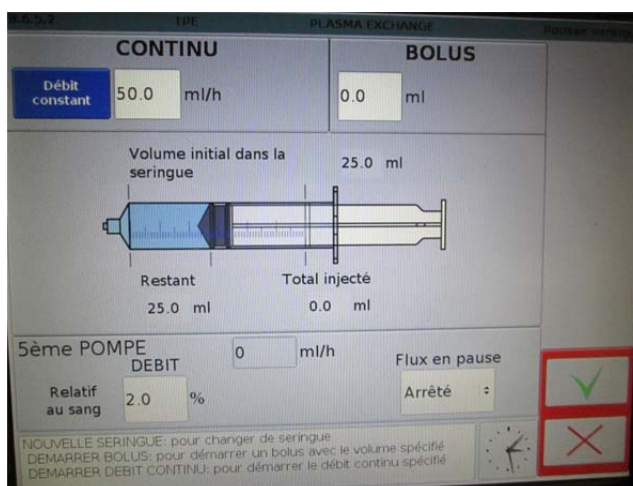 TPE PLASMA EXCHANGE
CONTINU BOLUS
Débit constant 50.0 ml/h 0.0 ml
Volume initial dans la seringue 25.0 ml
Restant Total injecté
25.0 ml 0.0 ml
5ème POMPE
DEBIT 0 ml/h Flux en pause
Relatif au sang 2.0 % Arrêté
NOUVELLE SERINGUE: pour changer de seringue
DEMARRER BOLUS: pour démarrer un bolus avec le volume spécifié
DEMARRER DEBIT CONTINU: pour démarrer le débit continu spécifié